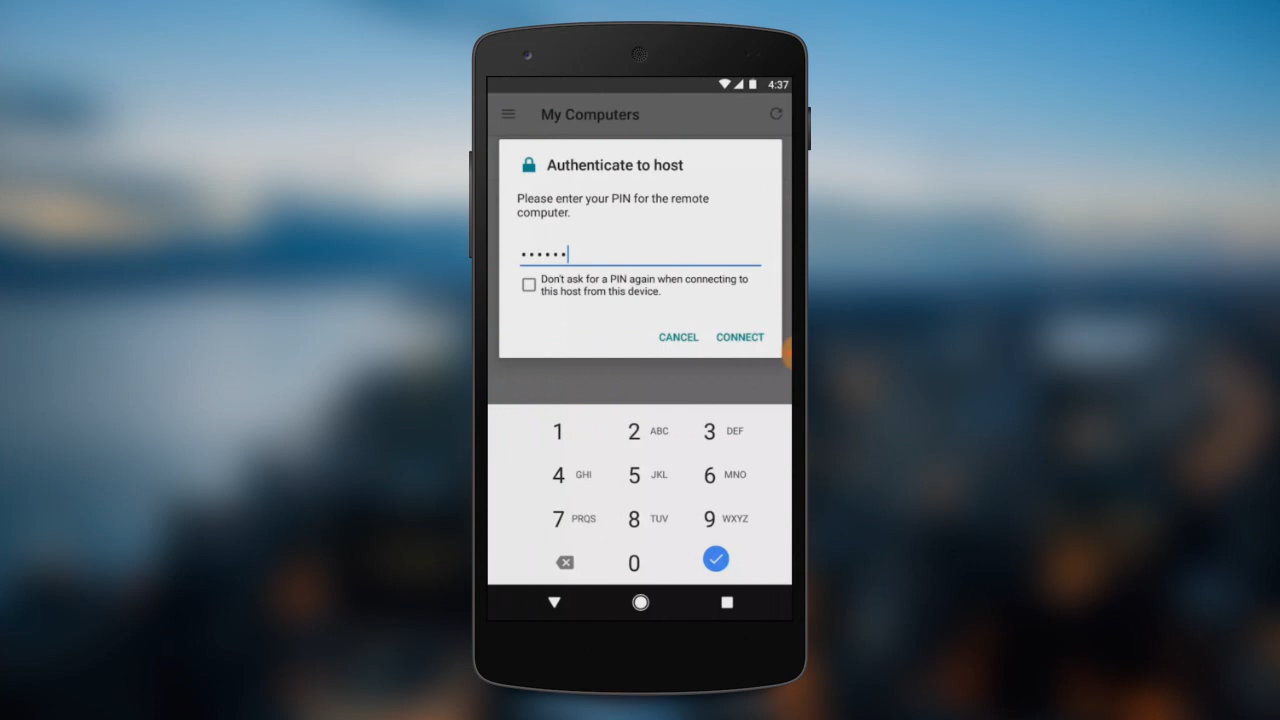 4:37
My Computers
Authenticate to host
Please enter your PIN for the remote
computer.
••••••
Don't ask for a PIN again when connecting to
this host from this device.
CANCEL CONNECT
1 2 ABC 3 DEF
4 GHI 5 JKL 6 MNO
7 PRQS 8 TUV 9 WXYZ
0